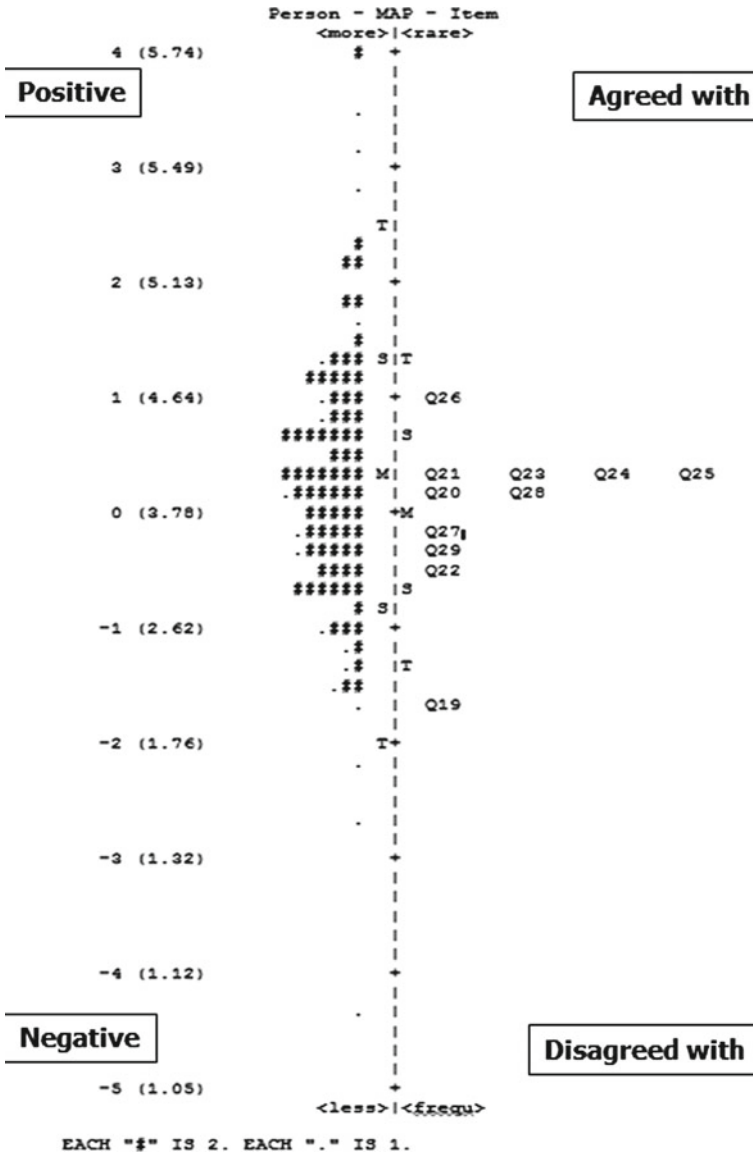 Person - MAP - Item
<more>|<rare>
4 (5.74) # +
Positive
Agreed with
|
|
. |
|
. |
3 (5.49) +
. |
|
T|
# |
## |
2 (5.13) +
## |
. |
# |
.### S|T
##### |
1 (4.64) .### + Q26
.### |
####### |S
### |
####### M| Q21 Q23 Q24 Q25
.###### | Q20 Q28
0 (3.78) ##### +M
.##### | Q27
.##### | Q29
#### | Q22
###### |S
# S|
-1 (2.62) .### +
.# |
.# |T
.## |
. | Q19
|
-2 (1.76) T+
. |
|
|
. |
|
-3 (1.32) +
|
|
|
|
|
-4 (1.12) +
|
. |
|
Negative
Disagreed with
|
|
-5 (1.05) +
<less>|<frequ>
EACH "#" IS 2. EACH "." IS 1.